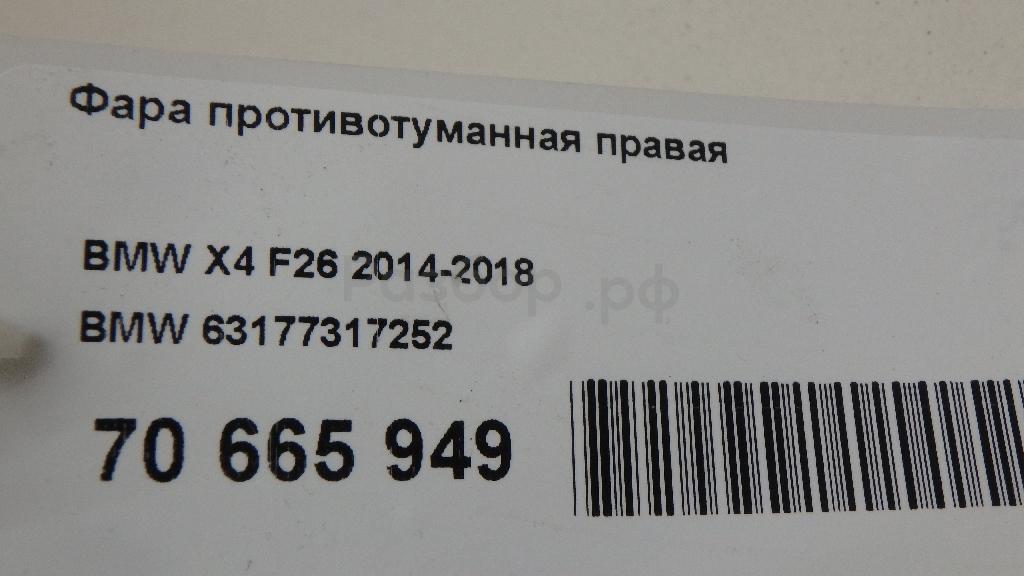 Фара противотуманная правая
BMW X4 F26 2014-2018
BMW 63177317252
70 665 949